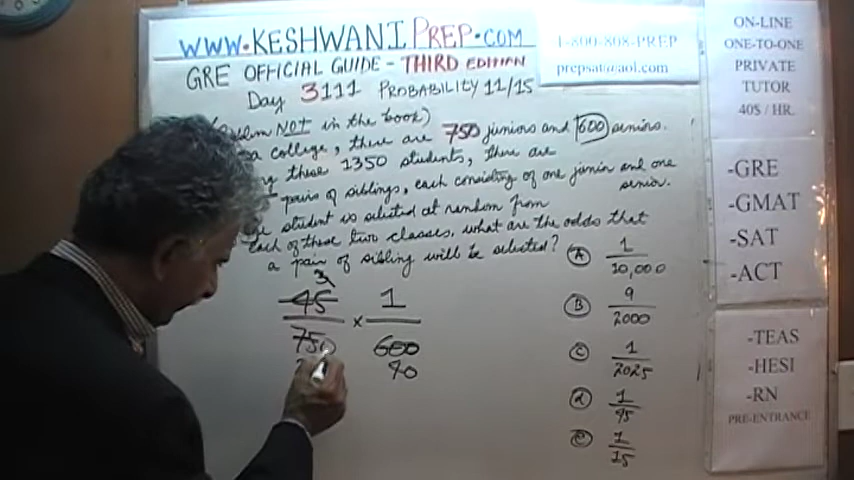 WWW.KESHWANI PREP.COM
GRE OFFICIAL GUIDE - THIRD EDITION
Day 3111 PROBABILITY 11/15
NOT in the book)
a college, there are 750 juniors and 600 seniors.
these 1350 students, there are
pairs of siblings, each consisting of one junior and one
senior.
student is selected at random from
each of these two classes, what are the odds that
a pair of sibling will be selected?
3
45
750
x
1
600
40
A 1/10,000
B 9/2000
C 1/2025
d 1/45
e 1/15
1-800-808-PREP
prepsat@aol.com
ON-LINE
ONE-TO-ONE
PRIVATE
TUTOR
40$ / HR.
-GRE
-GMAT
-SAT
-ACT
-TEAS
-HESI
-RN
PRE-ENTRANCE